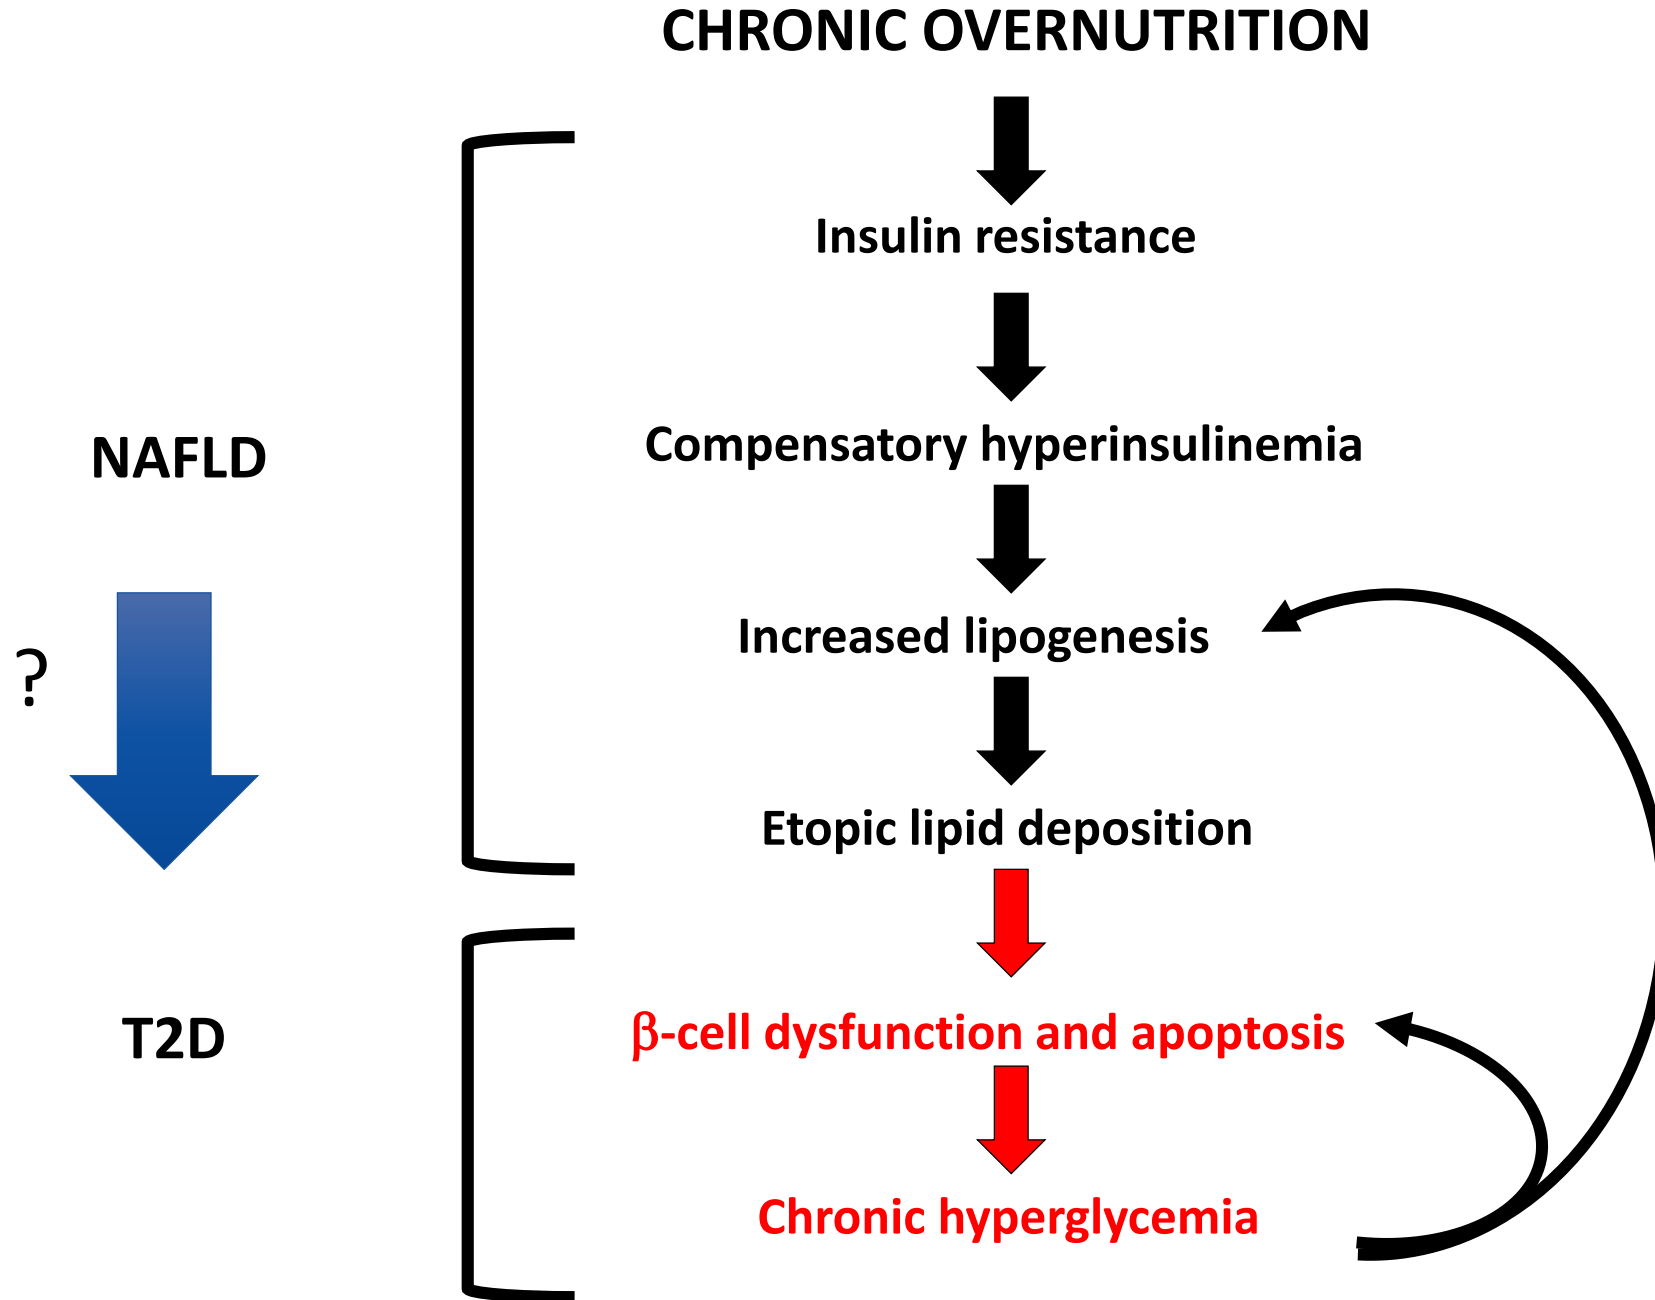 CHRONIC OVERNUTRITION
Insulin resistance
Compensatory hyperinsulinemia
NAFLD
Increased lipogenesis
?
Etopic lipid deposition
β-cell dysfunction and apoptosis
T2D
Chronic hyperglycemia